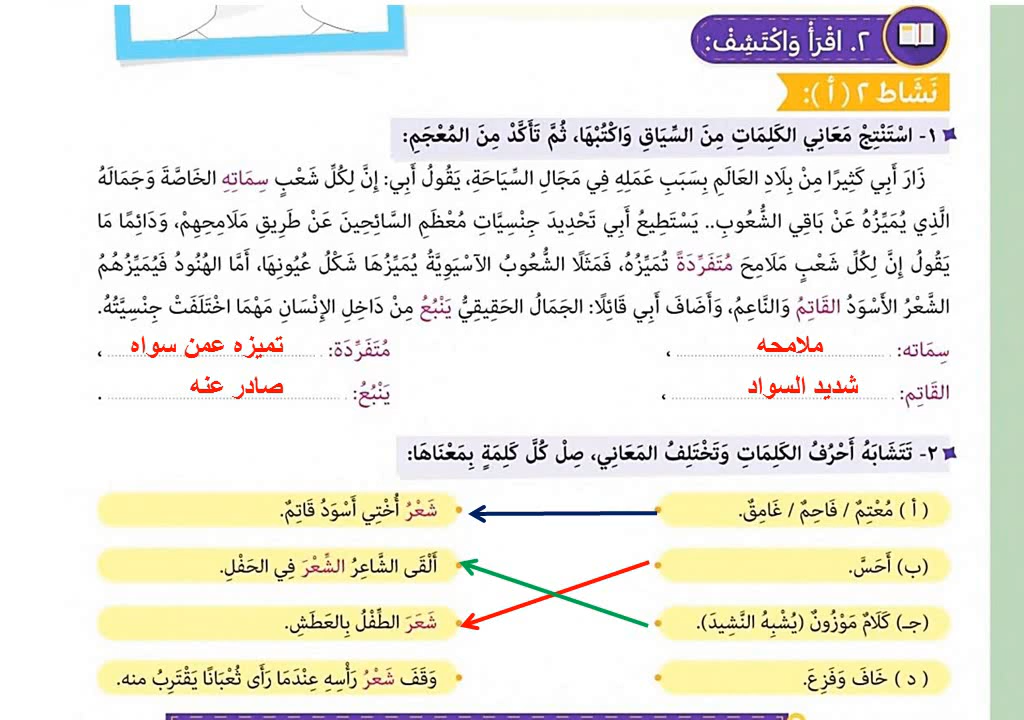 ٢. اقْرَأْ وَاكْتَشِفْ:
نَشَاط ٢ (أ):
١- اسْتَنْتِجْ مَعَانِي الكَلِمَاتِ مِنَ السِّيَاقِ وَاكْتُبْهَا، ثُمَّ تَأَكَّدْ مِنَ المُعْجَمِ:
زَارَ أَبِي كَثِيرًا مِنْ بِلَادِ العَالَمِ بِسَبَبِ عَمَلِهِ فِي مَجَالِ السِّيَاحَةِ، يَقُولُ أَبِي: إِنَّ لِكُلِّ شَعْبٍ سِمَاتِهِ الخَاصَّةَ وَجَمَالَهُ
الَّذِي يُمَيِّزُهُ عَنْ بَاقِي الشُّعُوبِ.. يَسْتَطِيعُ أَبِي تَحْدِيدَ جِنْسِيَّاتِ مُعْظَمِ السَّائِحِينَ عَنْ طَرِيقِ مَلَامِحِهِمْ، وَدَائِمًا مَا
يَقُولُ إِنَّ لِكُلِّ شَعْبٍ مَلَامِحَ مُتَفَرِّدَةً تُمَيِّزُهُ، فَمَثَلًا الشُّعُوبُ الآسْيَوِيَّةُ يُمَيِّزُهَا شَكْلُ عُيُونِهَا، أَمَّا الهُنُودُ فَيُمَيِّزُهُمُ
الشَّعْرُ الأَسْوَدُ القَاتِمُ وَالنَّاعِمُ، وَأَضَافَ أَبِي قَائِلًا: الجَمَالُ الحَقِيقِيُّ يَنْبُعُ مِنْ دَاخِلِ الإِنْسَانِ مَهْمَا اخْتَلَفَتْ جِنْسِيَّتُهُ.
سِمَاته: ملامحه ، مُتَفَرِّدَة: تميزه عمن سواه ،
القَاتِم: شديد السواد ، يَنْبُعُ: صادر عنه .
٢- تَتَشَابَهُ أَحْرُفُ الكَلِمَاتِ وَتَخْتَلِفُ المَعَانِي، صِلْ كُلَّ كَلِمَةٍ بِمَعْنَاهَا:
(أ) مُعْتِمٌ / فَاحِمٌ / غَامِقٌ. شَعْرُ أُخْتِي أَسْوَدُ قَاتِمٌ.
(ب) أَحَسَّ. أَلْقَى الشَّاعِرُ الشِّعْرَ فِي الحَفْلِ.
(جـ) كَلَامٌ مَوْزُونٌ (يُشْبِهُ النَّشِيدَ). شَعَرَ الطِّفْلُ بِالعَطَشِ.
(د) خَافَ وَفَزِعَ. وَقَفَ شَعْرُ رَأْسِهِ عِنْدَمَا رَأَى ثُعْبَانًا يَقْتَرِبُ منه.